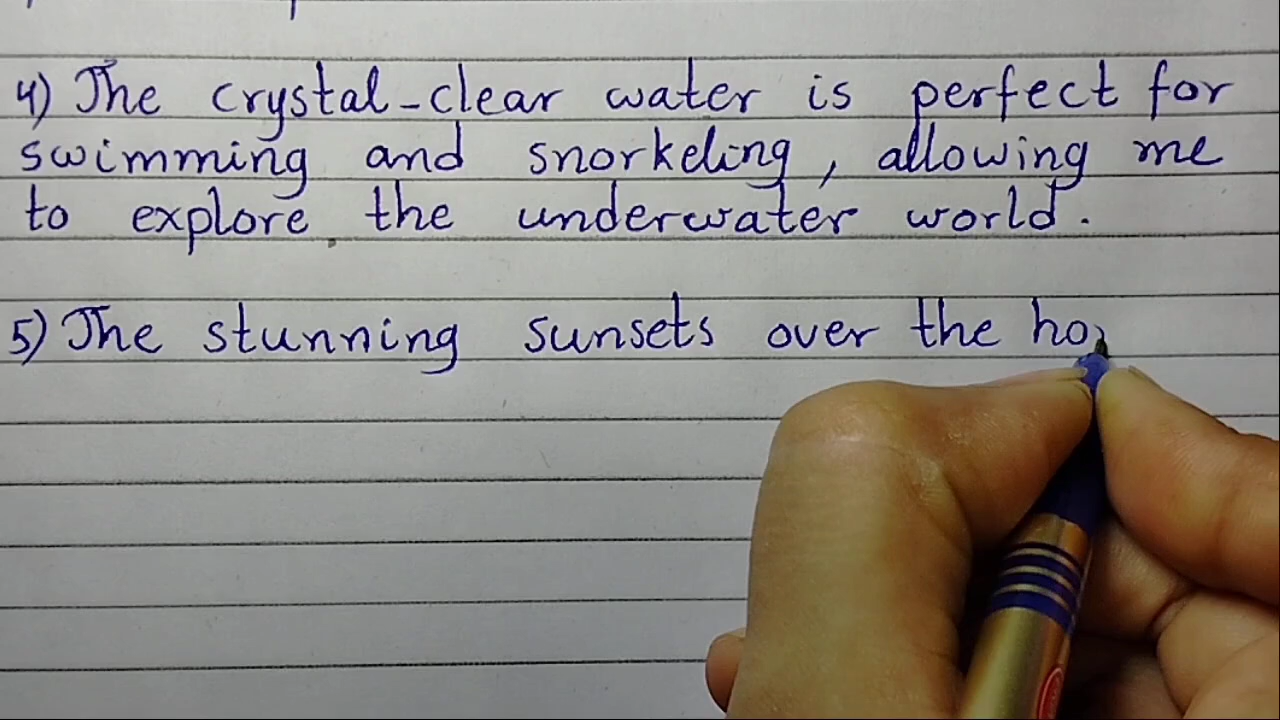 4) The crystal-clear water is perfect for
swimming and snorkeling, allowing me
to explore the underwater world.
5) The stunning sunsets over the ho